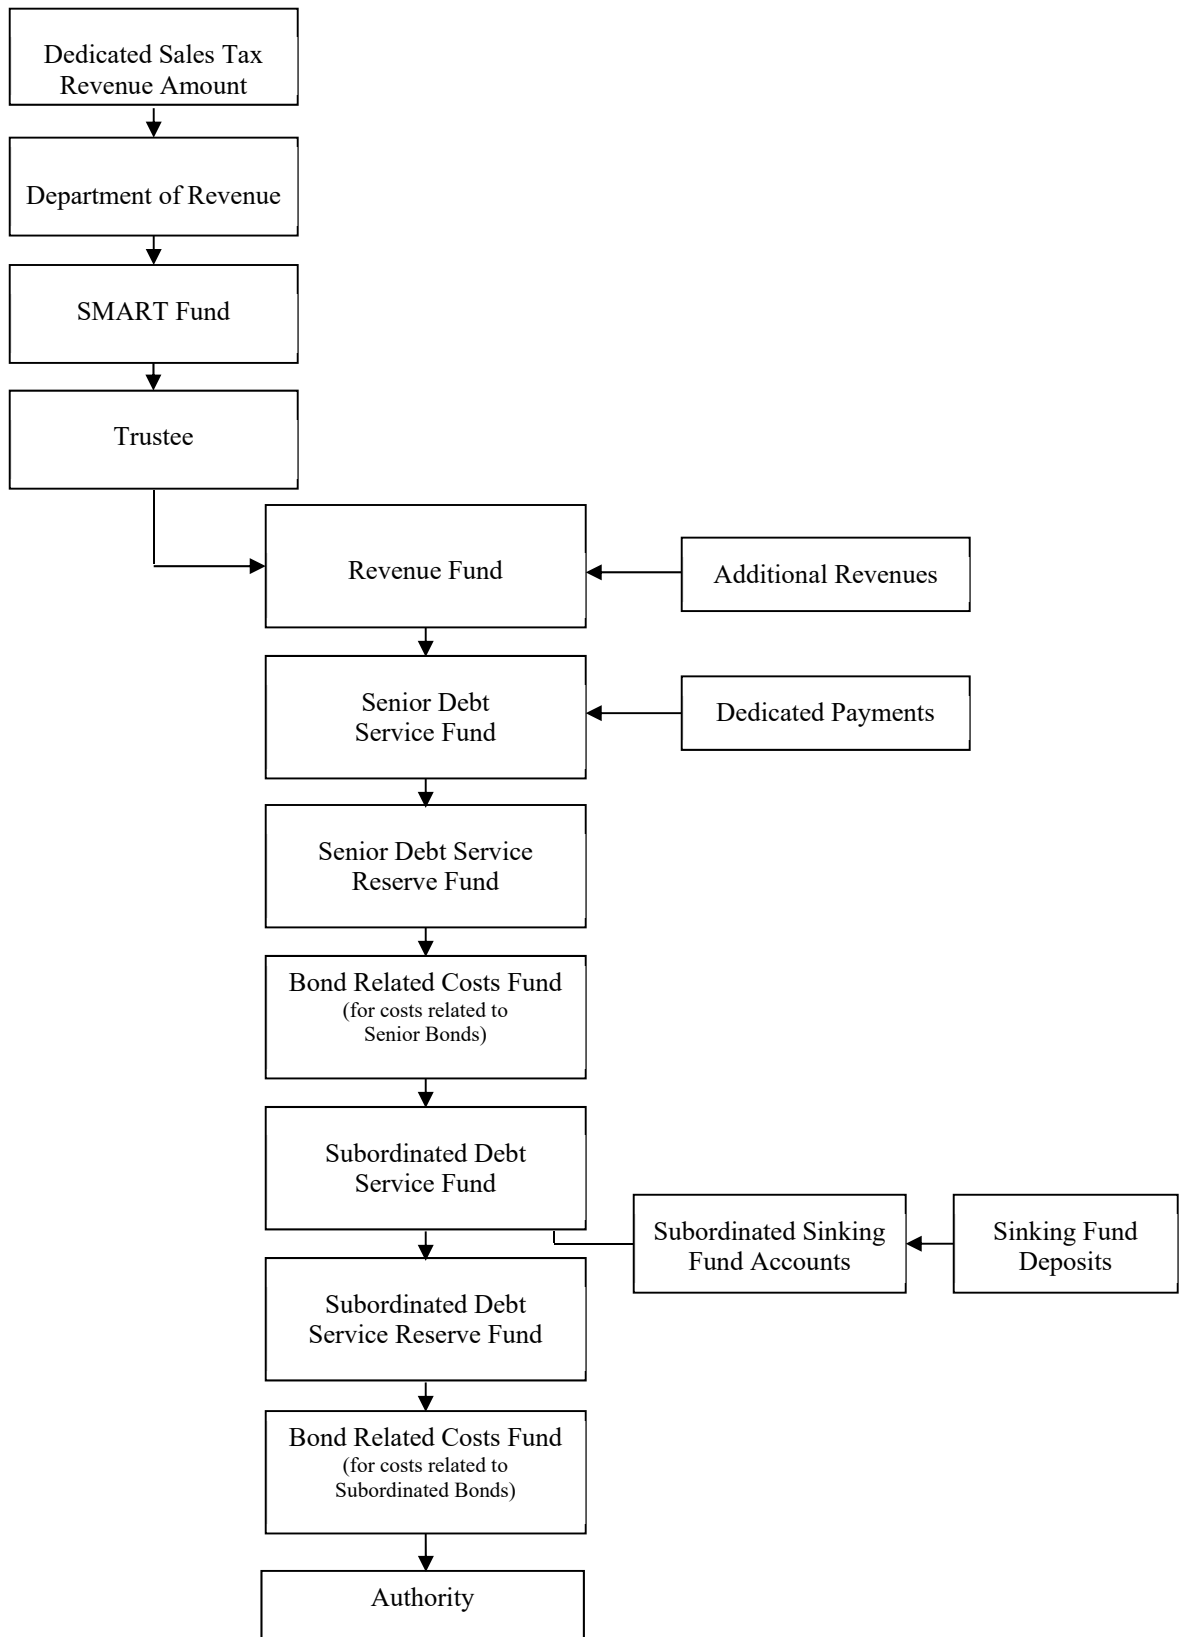 Dedicated Sales Tax
Revenue Amount
Department of Revenue
SMART Fund
Trustee
Revenue Fund
Additional Revenues
Senior Debt
Service Fund
Dedicated Payments
Senior Debt Service
Reserve Fund
Bond Related Costs Fund
(for costs related to
Senior Bonds)
Subordinated Debt
Service Fund
Subordinated Sinking
Fund Accounts
Sinking Fund
Deposits
Subordinated Debt
Service Reserve Fund
Bond Related Costs Fund
(for costs related to
Subordinated Bonds)
Authority